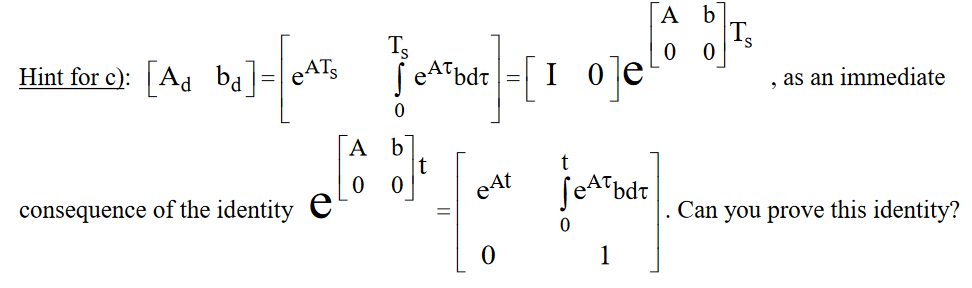 Hint for c): [A_d b_d] = [e^{AT_s} ∫_0^{T_s} e^{Aτ}bdτ] = [I 0]e^{[A b; 0 0]T_s}, as an immediate
consequence of the identity e^{[A b; 0 0]t} = [e^{At} ∫_0^t e^{Aτ}bdτ; 0 1]. Can you prove this identity?